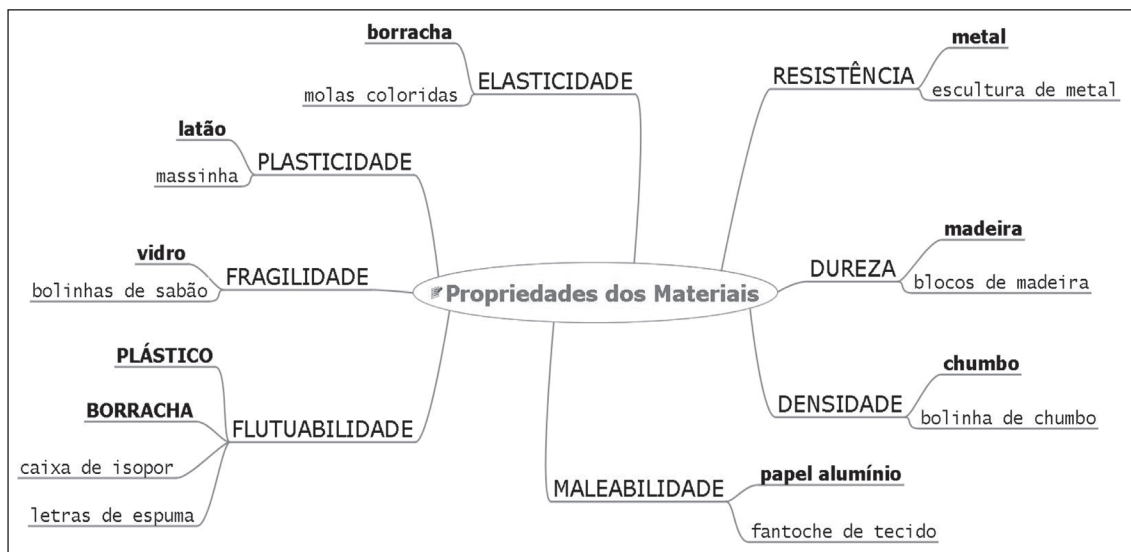 borracha
ELASTICIDADE
molas coloridas
latão
PLASTICIDADE
massinha
vidro
FRAGILIDADE
bolinhas de sabão
PLÁSTICO
BORRACHA
FLUTUABILIDADE
caixa de isopor
letras de espuma
Propriedades dos Materiais
metal
RESISTÊNCIA
escultura de metal
madeira
DUREZA
blocos de madeira
chumbo
DENSIDADE
bolinha de chumbo
papel alumínio
MALEABILIDADE
fantoche de tecido